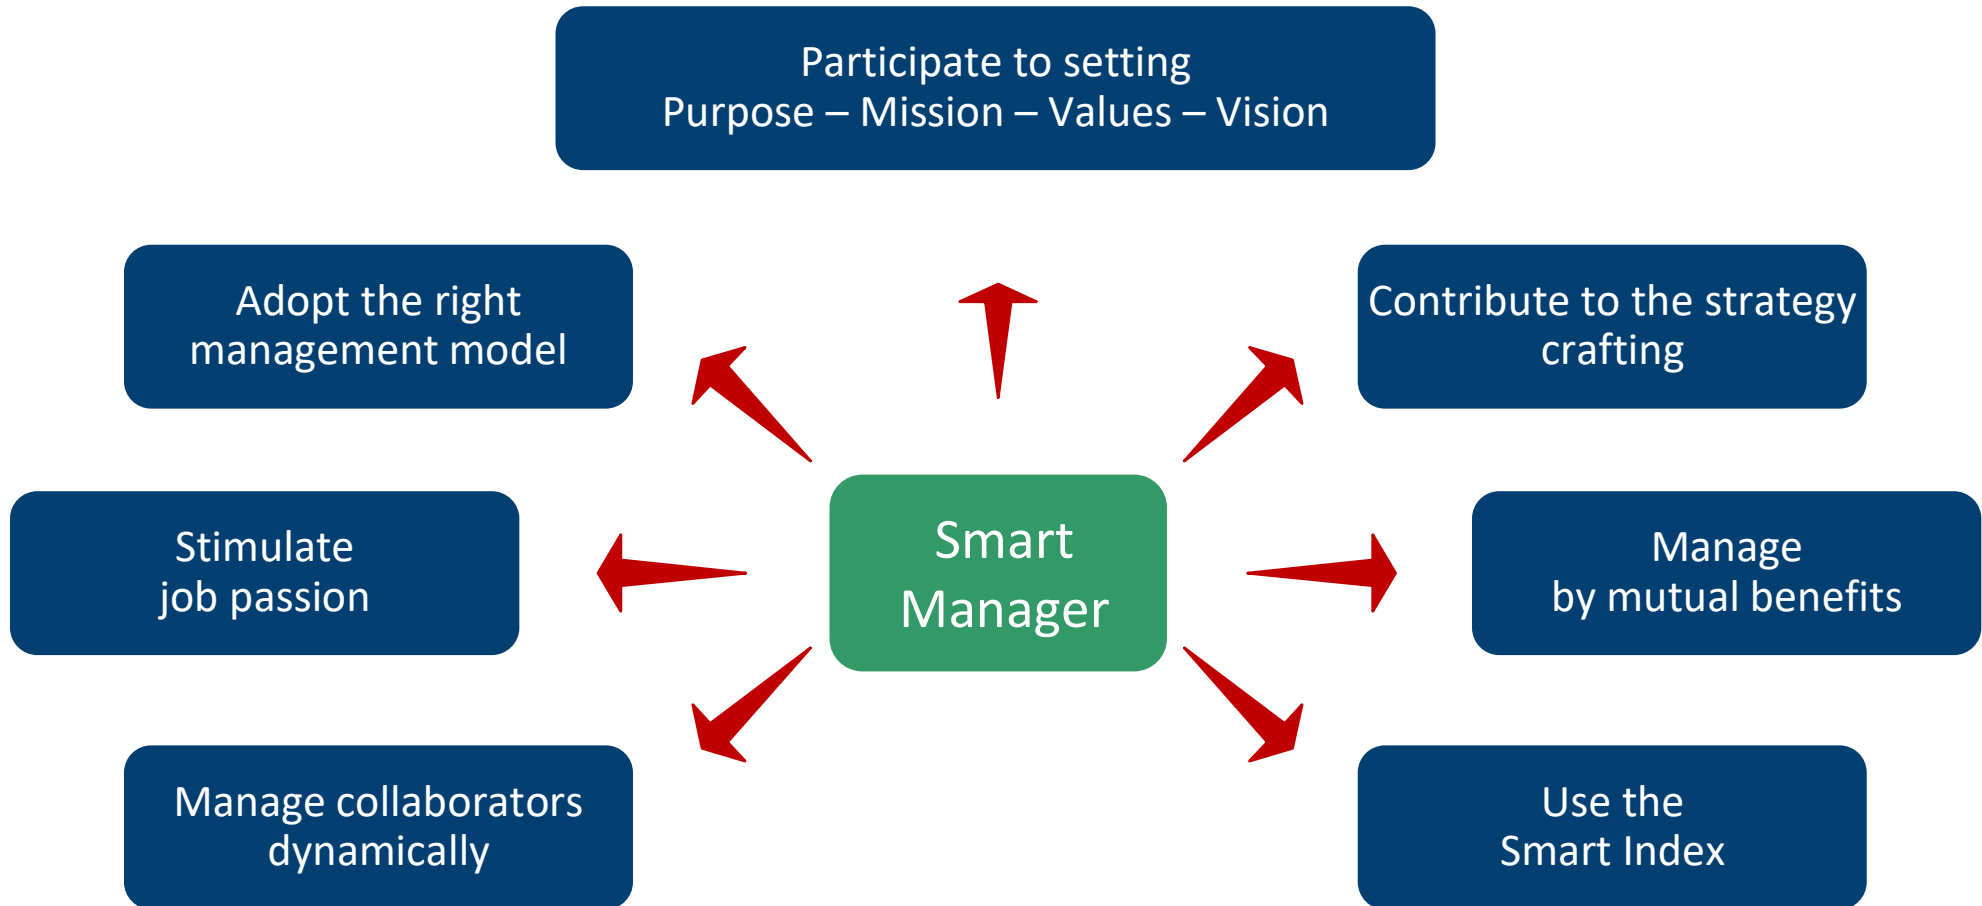 Participate to setting
Purpose – Mission – Values – Vision
Adopt the right
management model
Contribute to the strategy
crafting
Stimulate
job passion
Smart
Manager
Manage
by mutual benefits
Manage collaborators
dynamically
Use the
Smart Index